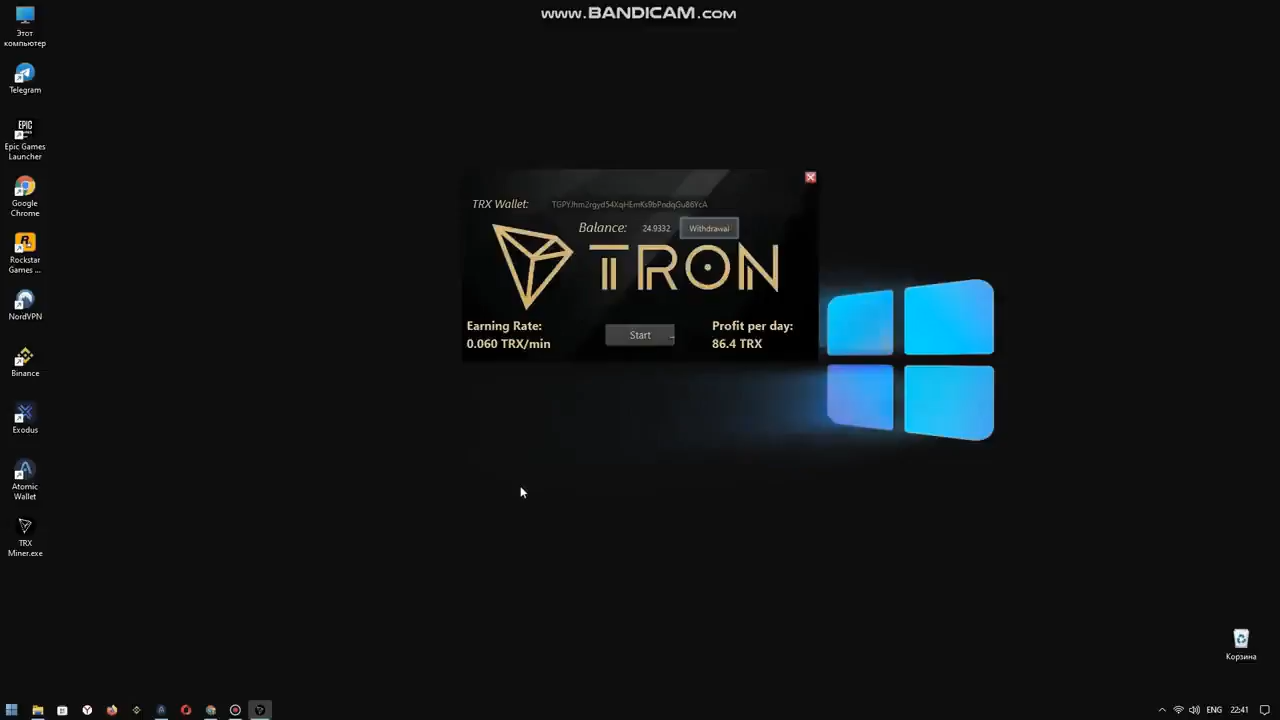 www.BANDICAM.com
Этот
компьютер
Telegram
EPIC
Epic Games
Launcher
Google
Chrome
Rockstar
Games ...
NordVPN
Binance
Exodus
Atomic
Wallet
TRX
Miner.exe
TRX Wallet:
Balance: 24.9332 Withdrawal
TRON
Earning Rate:
0.060 TRX/min
Start
Profit per day:
86.4 TRX
Корзина
ENG 22:41